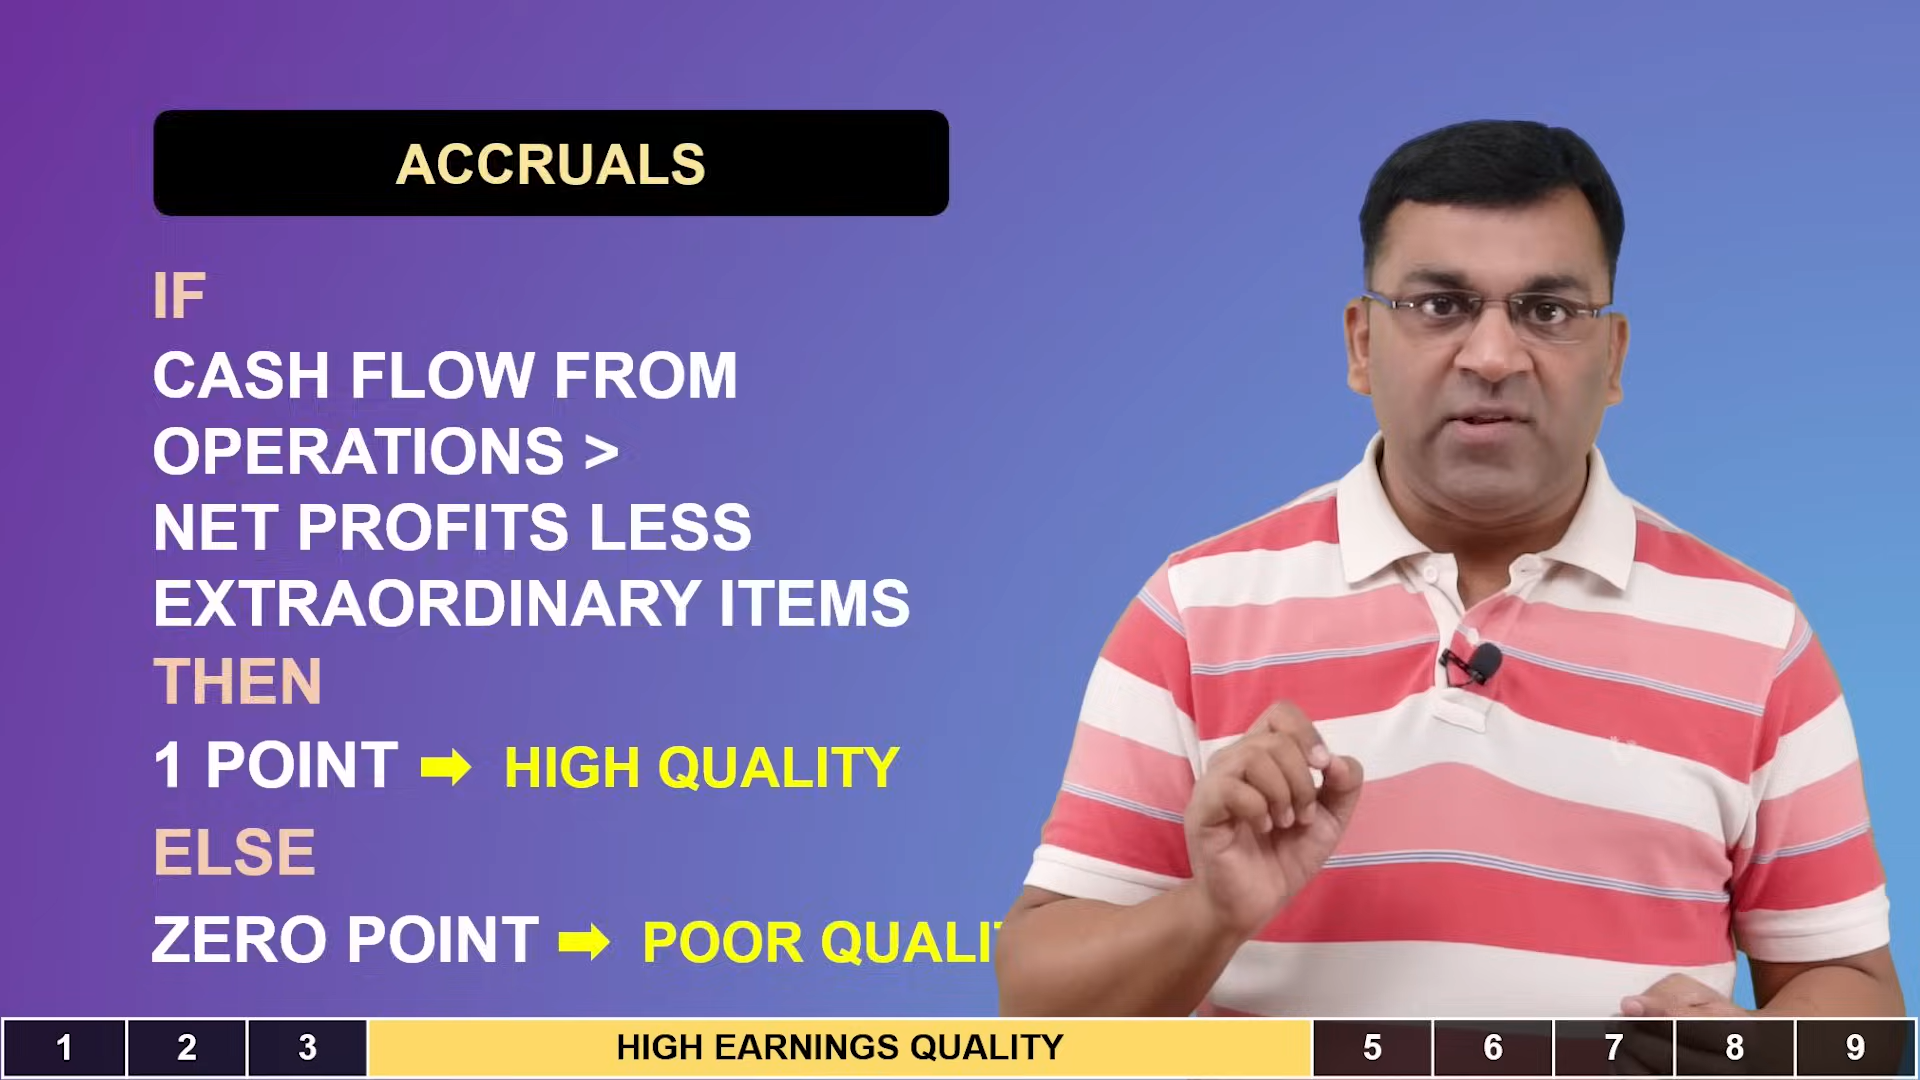 ACCRUALS
IF
CASH FLOW FROM
OPERATIONS >
NET PROFITS LESS
EXTRAORDINARY ITEMS
THEN
1 POINT ➡ HIGH QUALITY
ELSE
ZERO POINT ➡ POOR
1 2 3 HIGH EARNINGS QUALITY 5 6 7 8 9